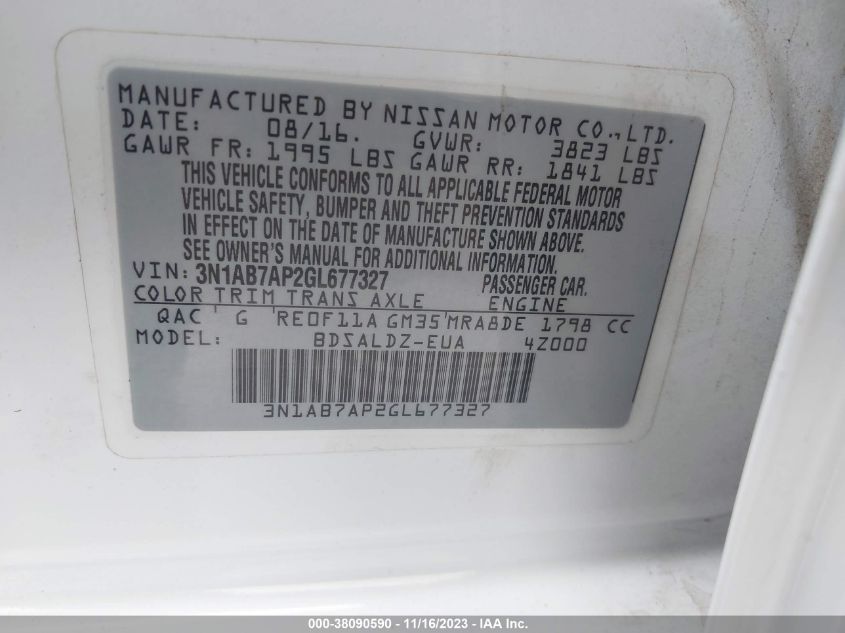 MANUFACTURED BY NISSAN MOTOR CO., LTD.
DATE: 08/16. GVWR: 3823 LBS
GAWR FR: 1995 LBS GAWR RR: 1841 LBS
THIS VEHICLE CONFORMS TO ALL APPLICABLE FEDERAL MOTOR
VEHICLE SAFETY, BUMPER AND THEFT PREVENTION STANDARDS
IN EFFECT ON THE DATE OF MANUFACTURE SHOWN ABOVE.
SEE OWNER'S MANUAL FOR ADDITIONAL INFORMATION.
VIN: 3N1AB7AP2GL677327 PASSENGER CAR.
COLOR TRIM TRANS AXLE ENGINE
QAC G RE0F11A GM35 MRA8DE 1798 CC
MODEL: BDSALDZ-EUA 4Z000
3N1AB7AP2GL677327
000-38090590 - 11/16/2023 - IAA Inc.